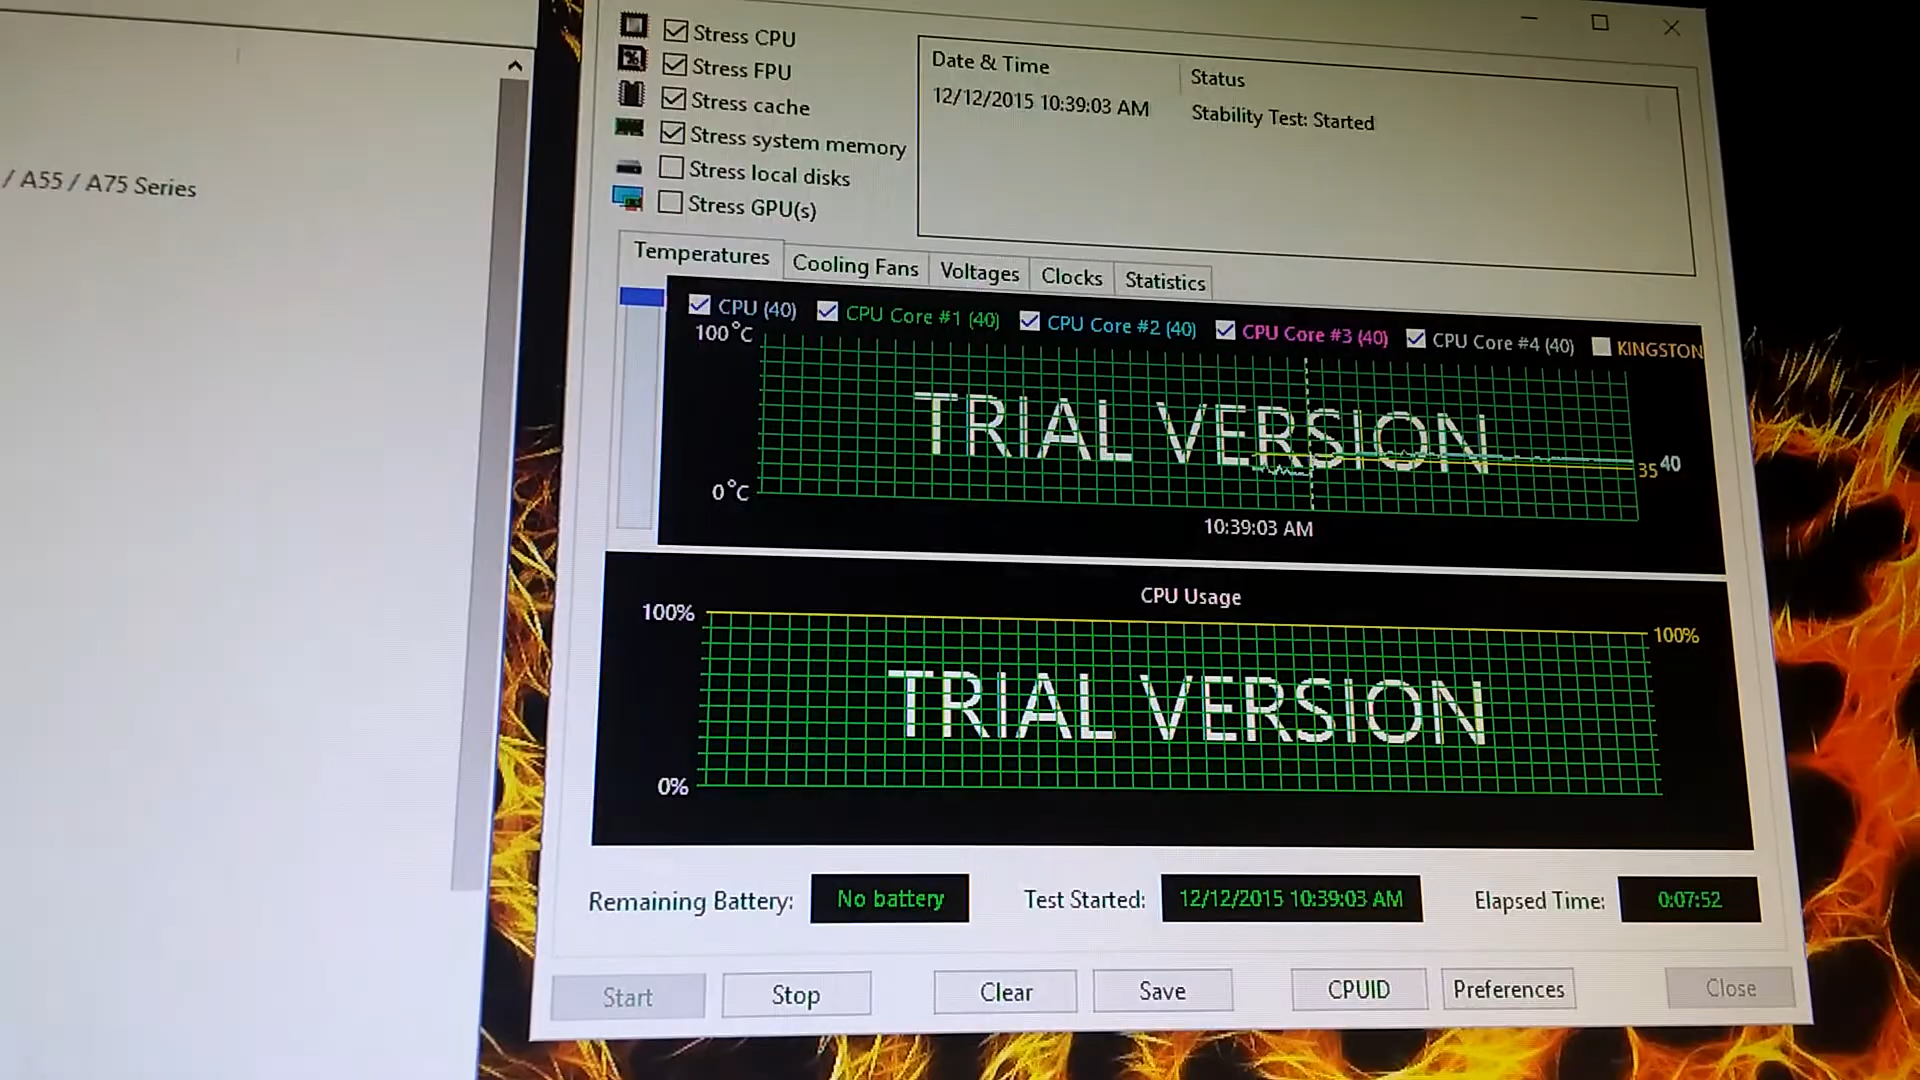 / A55 / A75 Series
Stress CPU
Stress FPU
Stress cache
Stress system memory
Stress local disks
Stress GPU(s)
Date & Time Status
12/12/2015 10:39:03 AM Stability Test: Started
Temperatures Cooling Fans Voltages Clocks Statistics
CPU (40) CPU Core #1 (40) CPU Core #2 (40) CPU Core #3 (40) CPU Core #4 (40) KINGSTON
100°C
TRIAL VERSION
35 40
0°C
10:39:03 AM
CPU Usage
100% 100%
TRIAL VERSION
0%
Remaining Battery: No battery Test Started: 12/12/2015 10:39:03 AM Elapsed Time: 0:07:52
Start Stop Clear Save CPUID Preferences Close